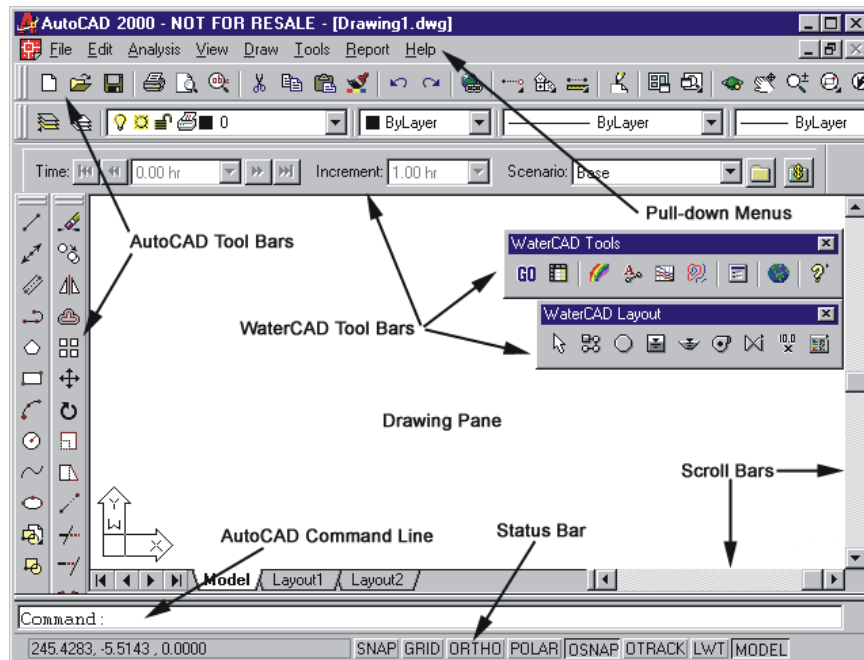 AutoCAD 2000 - NOT FOR RESALE - [Drawing1.dwg]
File Edit Analysis View Draw Tools Report Help
0 ByLayer ByLayer ByLayer
Time: 0.00 hr Increment: 1.00 hr Scenario: Base
Pull-down Menus
AutoCAD Tool Bars
WaterCAD Tools
GO
WaterCAD Layout
WaterCAD Tool Bars
10.0
X
Drawing Pane
Scroll Bars
Y
W
X
AutoCAD Command Line
Status Bar
Model Layout1 Layout2
Command:
245.4283, -5.5143 , 0.0000 SNAP GRID ORTHO POLAR OSNAP OTRACK LWT MODEL